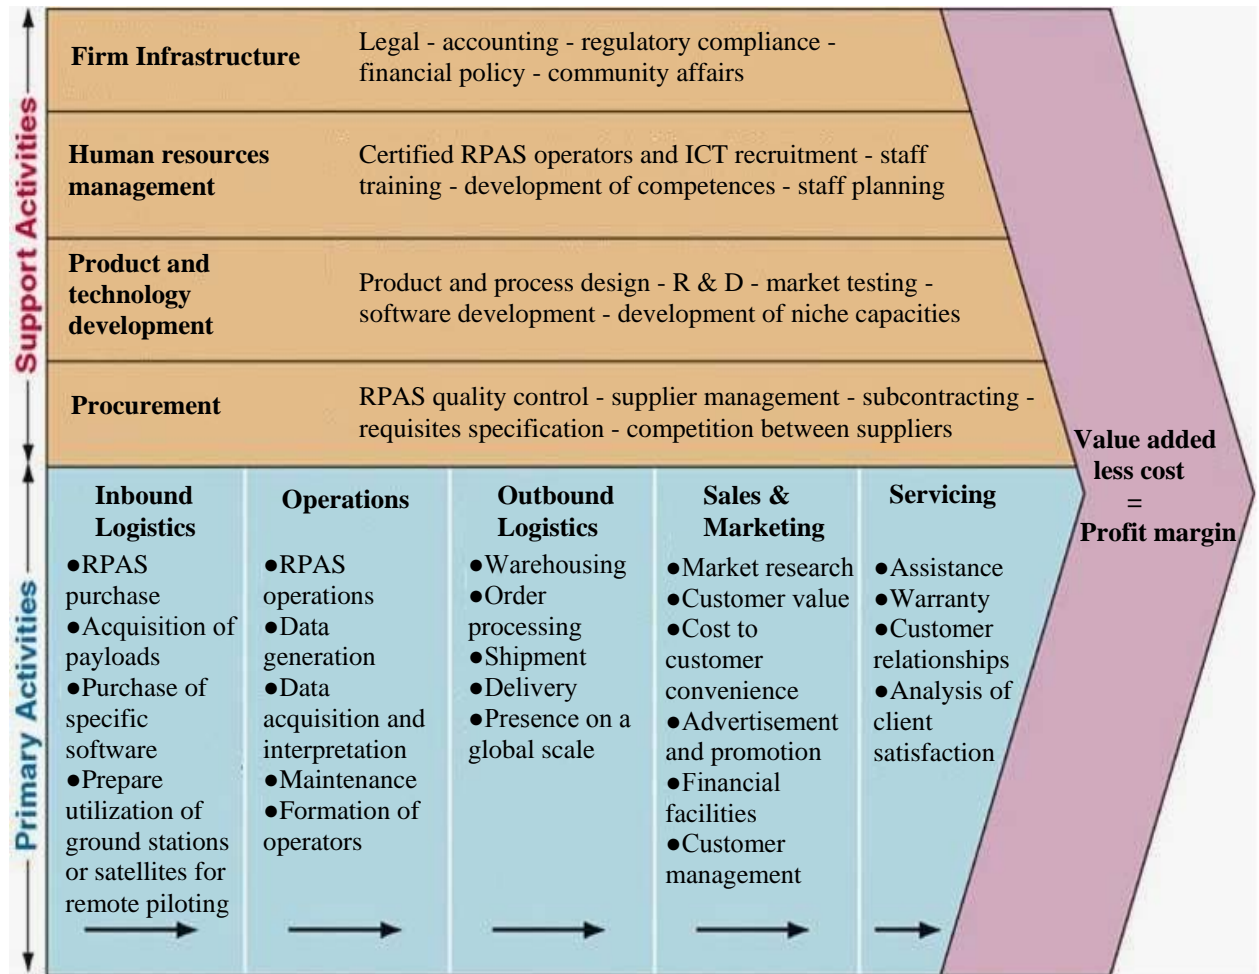 Support Activities
Firm Infrastructure
Legal - accounting - regulatory compliance -
financial policy - community affairs
Human resources
management
Certified RPAS operators and ICT recruitment - staff
training - development of competences - staff planning
Product and
technology
development
Product and process design - R & D - market testing -
software development - development of niche capacities
Procurement
RPAS quality control - supplier management - subcontracting -
requisites specification - competition between suppliers
Primary Activities
Inbound
Logistics
●RPAS
purchase
●Acquisition of
payloads
●Purchase of
specific
software
●Prepare
utilization of
ground stations
or satellites for
remote piloting
Operations
●RPAS
operations
●Data
generation
●Data
acquisition and
interpretation
●Maintenance
●Formation of
operators
Outbound
Logistics
●Warehousing
●Order
processing
●Shipment
●Delivery
●Presence on a
global scale
Sales &
Marketing
●Market research
●Customer value
●Cost to
customer
convenience
●Advertisement
and promotion
●Financial
facilities
●Customer
management
Servicing
●Assistance
●Warranty
●Customer
relationships
●Analysis of
client
satisfaction
Value added
less cost
=
Profit margin